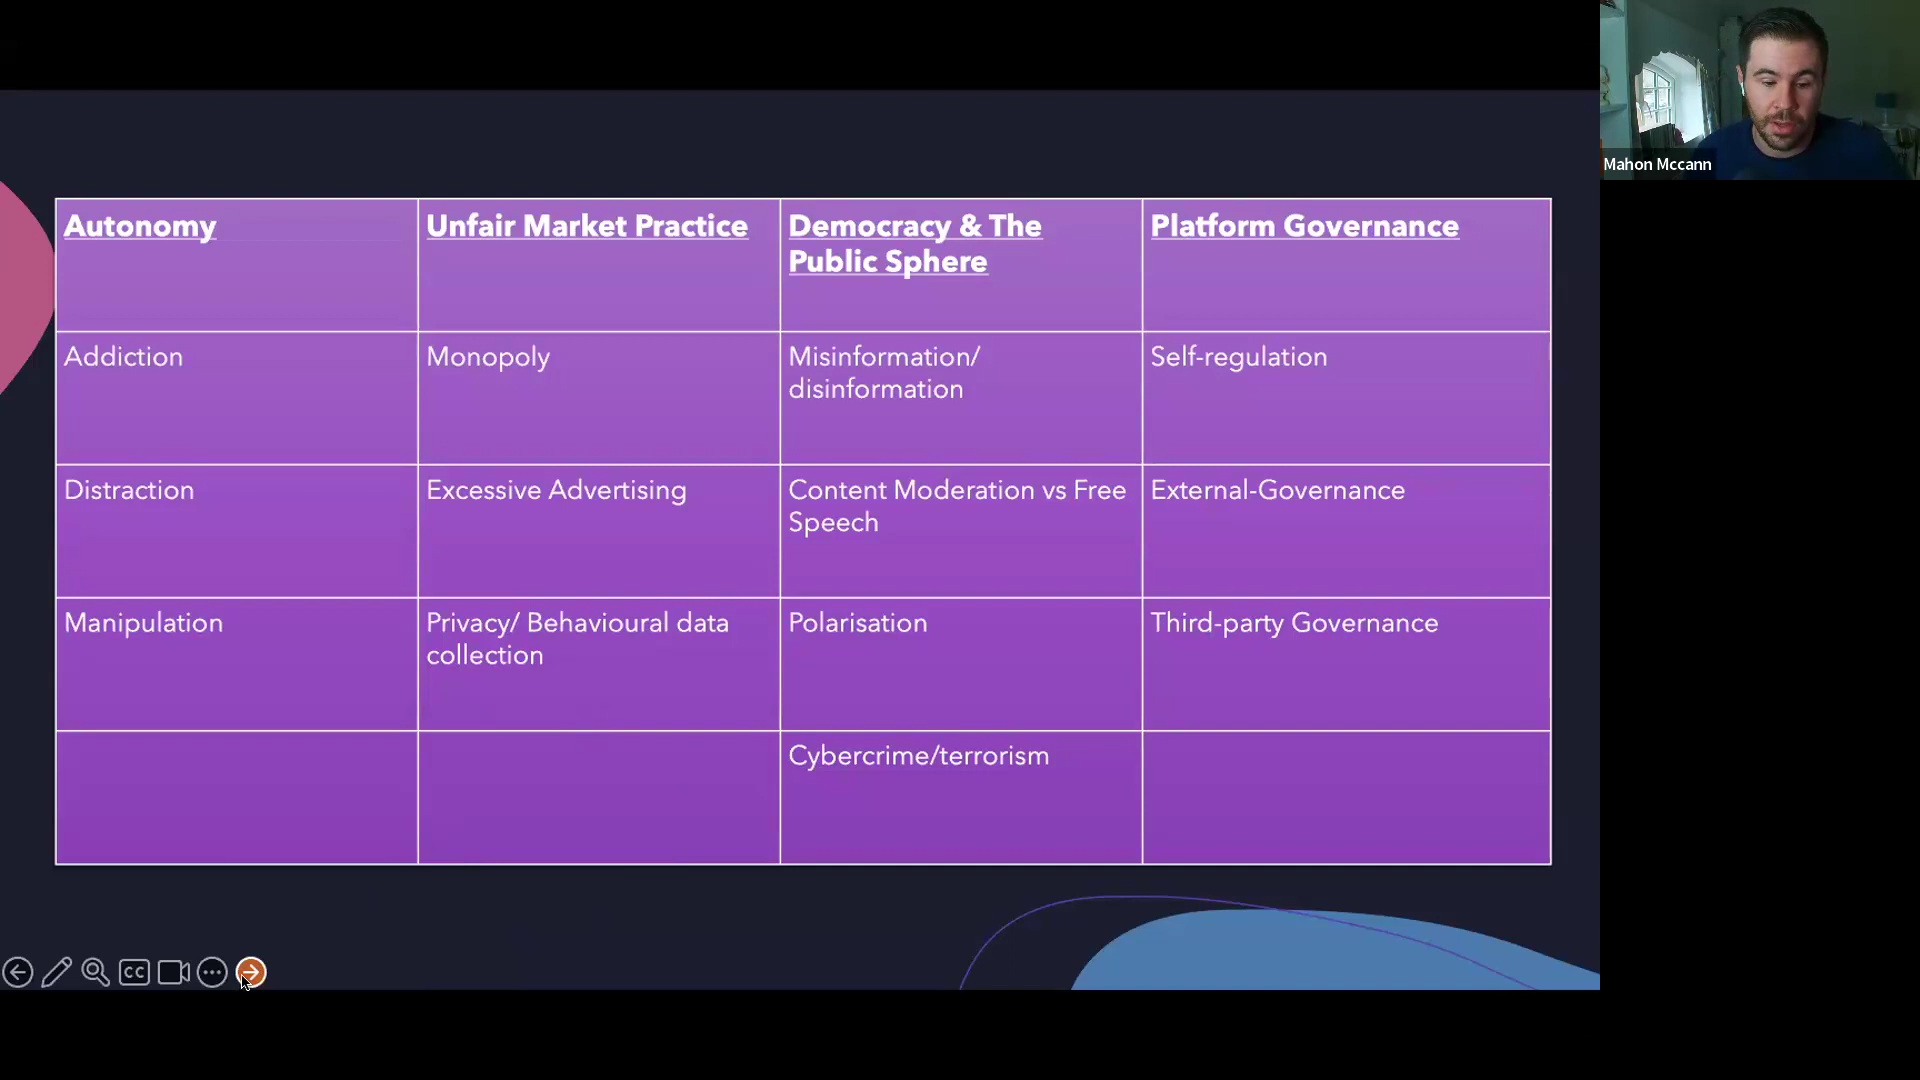 Mahon Mccann
Autonomy
Unfair Market Practice
Democracy & The
Public Sphere
Platform Governance
Addiction
Monopoly
Misinformation/
disinformation
Self-regulation
Distraction
Excessive Advertising
Content Moderation vs Free
Speech
External-Governance
Manipulation
Privacy/ Behavioural data
collection
Polarisation
Third-party Governance
Cybercrime/terrorism
CC